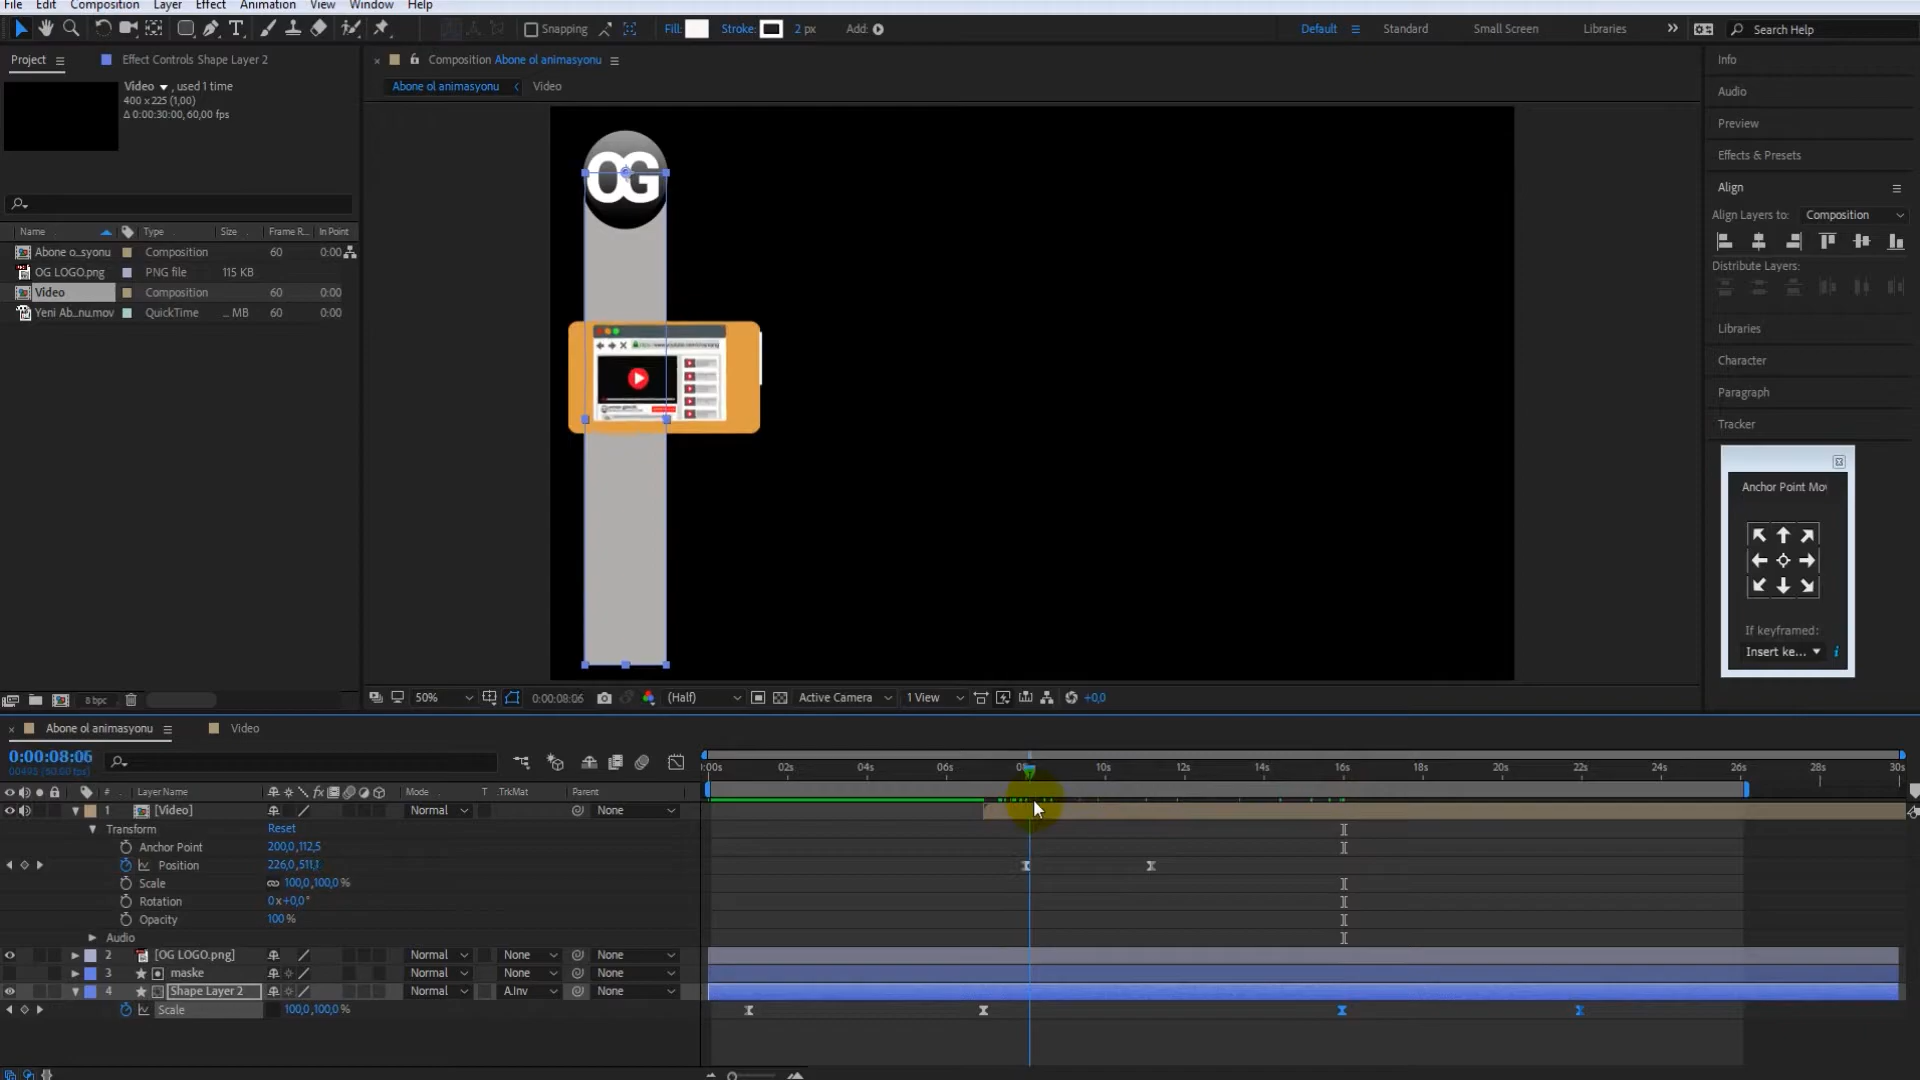 File Edit Composition Layer Effect Animation View Window Help
Snapping Fill: Stroke: 2 px Add: Default Standard Small Screen Libraries Search Help
Project Effect Controls Shape Layer 2
Video , used 1 time
400 x 225 (1,00)
Δ 0:00:30:00, 60,00 fps
Name Type Size Frame R... In Point
Abone o..syonu Composition 60 0:00
OG LOGO.png PNG file 115 KB
Video Composition 60 0:00
Yeni Ab...nu.mov QuickTime ... MB 60 0:00
8 bpc
Composition Abone ol animasyonu
Abone ol animasyonu Video
OG
50% 0:00:08:06 (Half) Active Camera 1 View +0,0
Info
Audio
Preview
Effects & Presets
Align
Align Layers to: Composition
Distribute Layers:
Libraries
Character
Paragraph
Tracker
Anchor Point Mov
If keyframed:
Insert ke...
Abone ol animasyonu Video
0:00:08:06
:00s 02s 04s 06s 08s 10s 12s 14s 16s 18s 20s 22s 24s 26s 28s 30s
# Layer Name Mode T .TrkMat Parent
1 [Video] Normal None
Transform Reset
Anchor Point 200,0,112,5
Position 226,0,511,1
Scale 100,0,100,0 %
Rotation 0x+0,0°
Opacity 100 %
Audio
2 [OG LOGO.png] Normal None None
3 maske Normal None None
4 Shape Layer 2 Normal A.Inv None
Scale 100,0,100,0 %